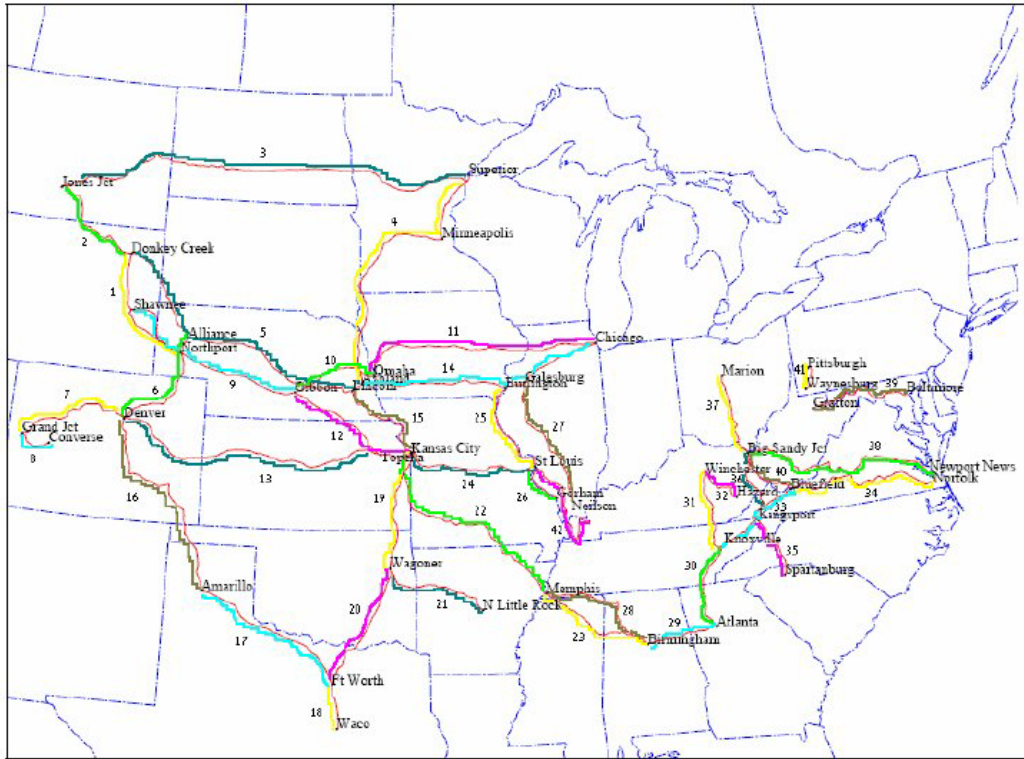 3
Superior
Jones Jct
4
Minneapolis
2
Donkey Creek
1
Shawnee
Alliance
5
11
Chicago
Northport
10
Omaha
14
Galesburg
Pittsburgh
41
Marion
9
Gibbon
Lincoln
Burlington
Waynesburg
39
Baltimore
6
7
Denver
Grafton
15
25
37
Grand Jct
Converse
12
27
8
Kansas City
Topeka
Big Sandy Jct
38
13
St Louis
Winchester
40
Newport News
24
36
Norfolk
16
19
26
Gorham
31
32
Hazard
Bluefield
34
Neilson
33
22
Kingsport
42
Knoxville
35
Wagoner
30
Spartanburg
Amarillo
Memphis
20
21
N Little Rock
28
17
29
Atlanta
23
Birmingham
Ft Worth
18
Waco